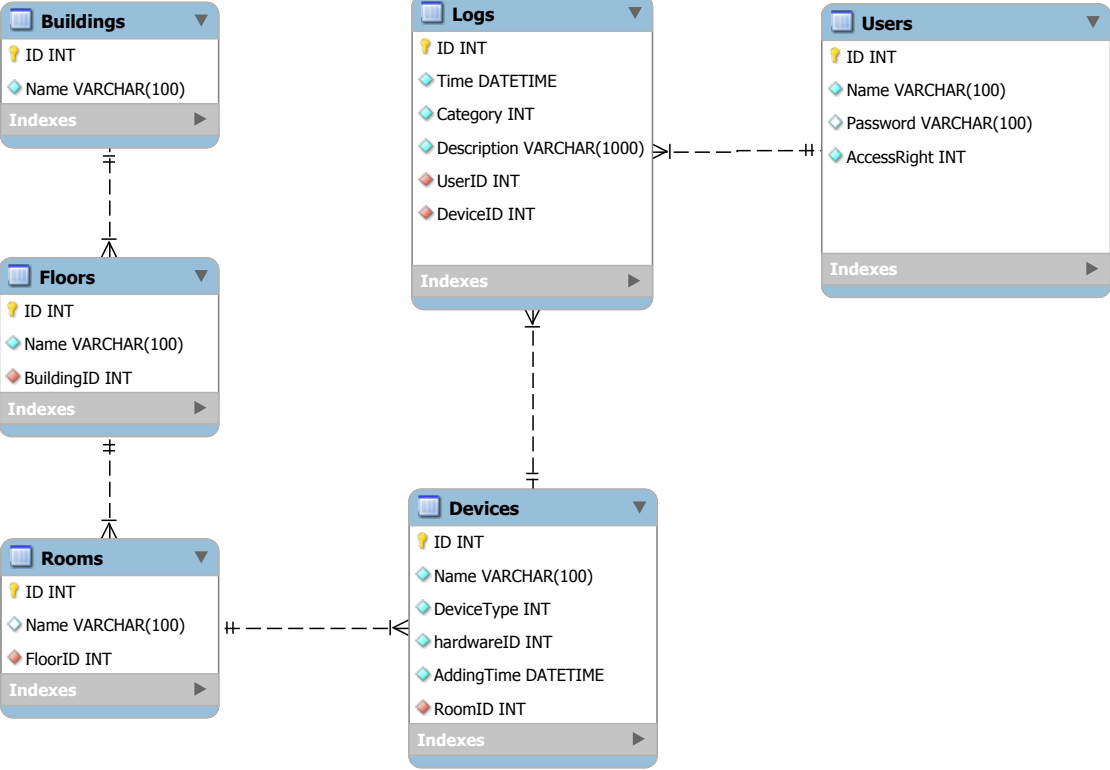 Buildings
ID INT
Name VARCHAR(100)
Indexes
Floors
ID INT
Name VARCHAR(100)
BuildingID INT
Indexes
Rooms
ID INT
Name VARCHAR(100)
FloorID INT
Indexes
Logs
ID INT
Time DATETIME
Category INT
Description VARCHAR(1000)
UserID INT
DeviceID INT
Indexes
Devices
ID INT
Name VARCHAR(100)
DeviceType INT
hardwareID INT
AddingTime DATETIME
RoomID INT
Indexes
Users
ID INT
Name VARCHAR(100)
Password VARCHAR(100)
AccessRight INT
Indexes